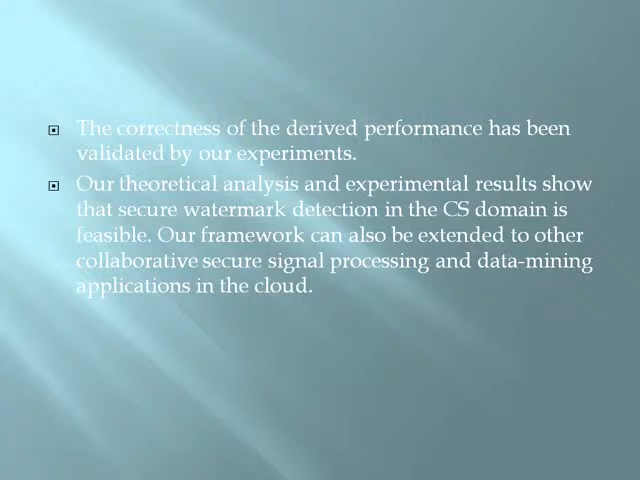 The correctness of the derived performance has been
validated by our experiments.
Our theoretical analysis and experimental results show
that secure watermark detection in the CS domain is
feasible. Our framework can also be extended to other
collaborative secure signal processing and data-mining
applications in the cloud.